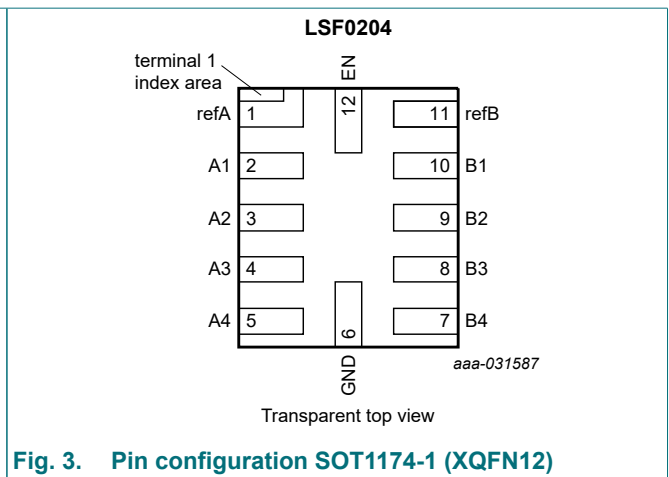 LSF0204
terminal 1
index area
EN
12
refA 1 11 refB
A1 2 10 B1
A2 3 9 B2
A3 4 8 B3
A4 5 7 B4
6
GND
aaa-031587
Transparent top view
Fig. 3. Pin configuration SOT1174-1 (XQFN12)